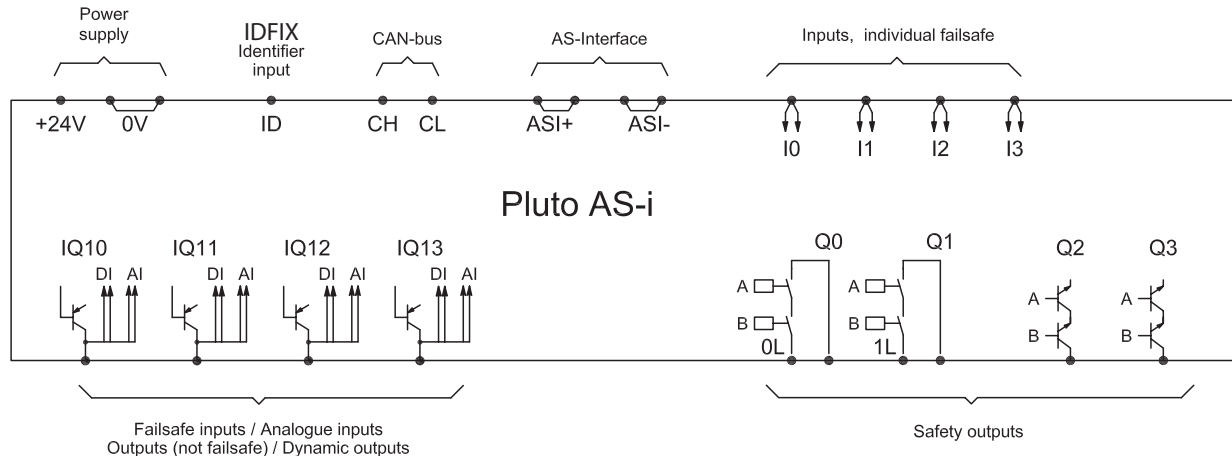 Power
supply
IDFIX
Identifier
input
CAN-bus
AS-Interface
Inputs, individual failsafe
+24V 0V ID CH CL ASI+ ASI- I0 I1 I2 I3
Pluto AS-i
IQ10 IQ11 IQ12 IQ13 Q0 Q1 Q2 Q3
DI AI DI AI DI AI DI AI
A A A A
B B B B
0L 1L
Failsafe inputs / Analogue inputs
Outputs (not failsafe) / Dynamic outputs
Safety outputs